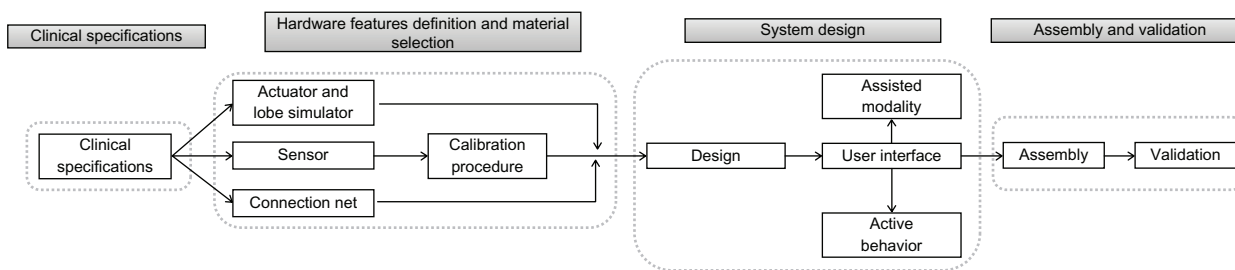 Clinical specifications
Hardware features definition and material
selection
System design
Assembly and validation
Actuator and
lobe simulator
Assisted
modality
Clinical
specifications
Sensor
Calibration
procedure
Design
User interface
Assembly
Validation
Connection net
Active
behavior